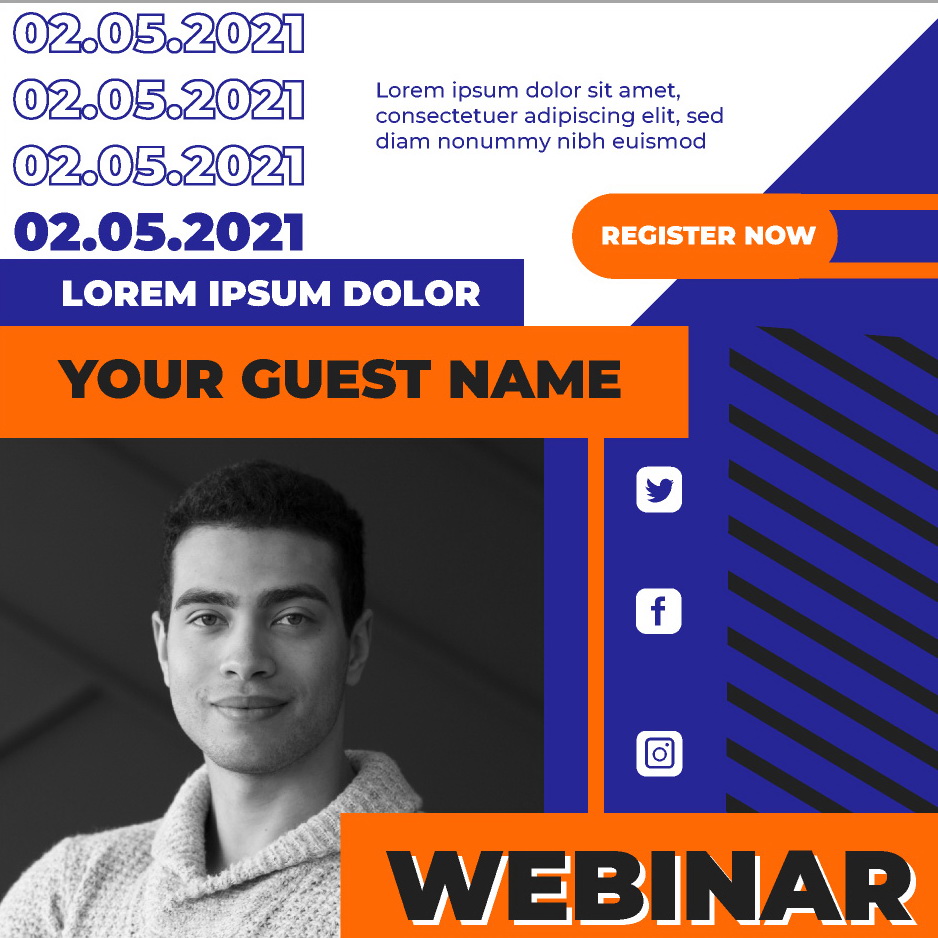 02.05.2021
02.05.2021
02.05.2021
02.05.2021
Lorem ipsum dolor sit amet,
consectetuer adipiscing elit, sed
diam nonummy nibh euismod
REGISTER NOW
LOREM IPSUM DOLOR
YOUR GUEST NAME
WEBINAR